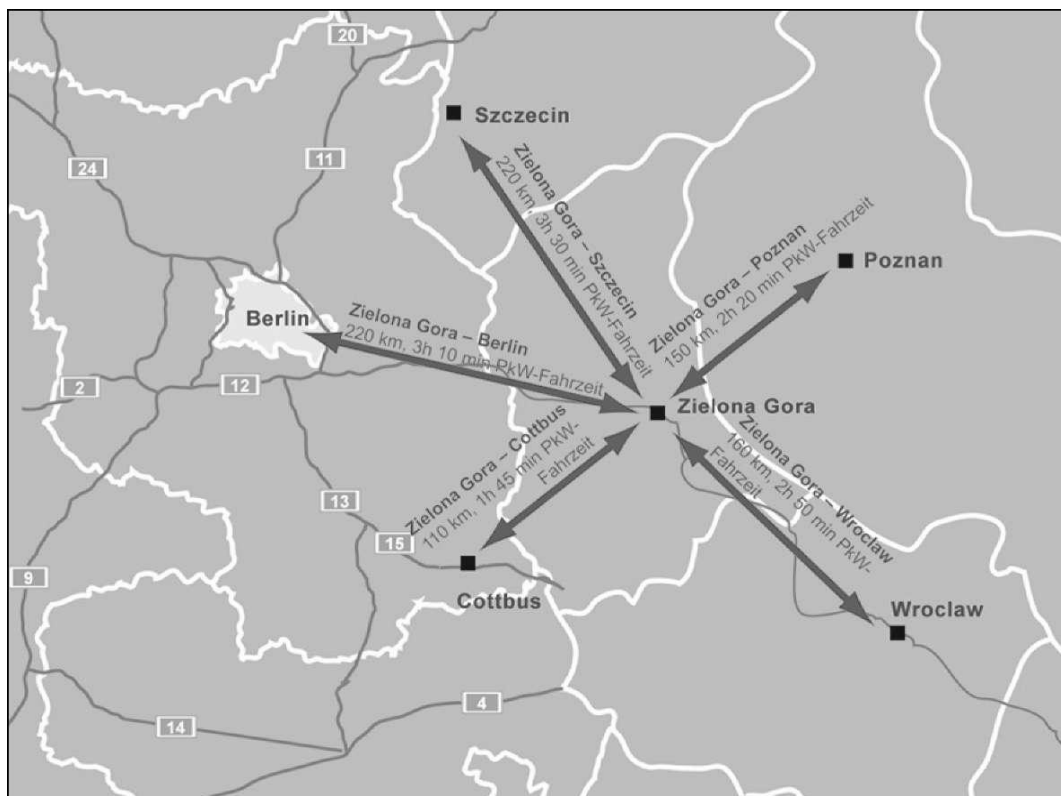 20
Szczecin
11
24
Zielona Gora – Szczecin
220 km, 3h 30 min PkW-Fahrzeit
Zielona Gora – Poznan
150 km, 2h 20 min PkW-Fahrzeit
Poznan
Berlin
Zielona Gora – Berlin
220 km, 3h 10 min PkW-Fahrzeit
2
12
Zielona Gora
Zielona Gora – Cottbus
110 km, 1h 45 min PkW-
Fahrzeit
Zielona Gora – Wroclaw
160 km, 2h 50 min PkW-
Fahrzeit
13
15
9
Cottbus
Wroclaw
4
14